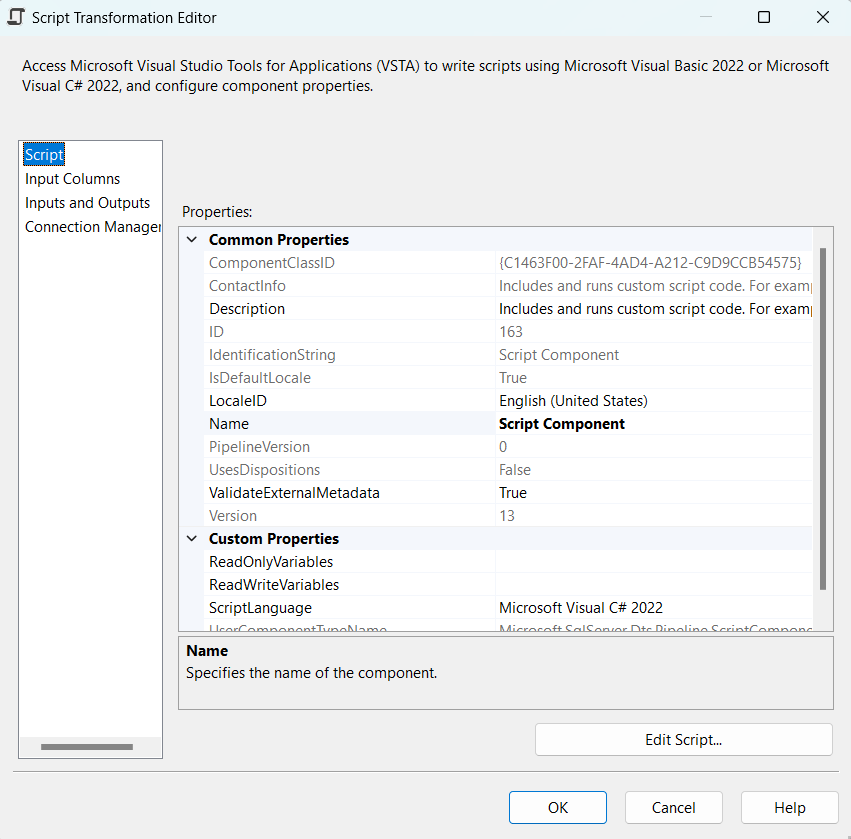 Script Transformation Editor
Access Microsoft Visual Studio Tools for Applications (VSTA) to write scripts using Microsoft Visual Basic 2022 or Microsoft
Visual C# 2022, and configure component properties.
Script
Input Columns
Inputs and Outputs
Connection Manager
Properties:
Common Properties
ComponentClassID {C1463F00-2FAF-4AD4-A212-C9D9CCB54575}
ContactInfo Includes and runs custom script code. For examp
Description Includes and runs custom script code. For examp
ID 163
IdentificationString Script Component
IsDefaultLocale True
LocaleID English (United States)
Name Script Component
PipelineVersion 0
UsesDispositions False
ValidateExternalMetadata True
Version 13
Custom Properties
ReadOnlyVariables
ReadWriteVariables
ScriptLanguage Microsoft Visual C# 2022
UserComponentTypeName Microsoft.SqlServer.Dts.Pipeline.ScriptCompone
Name
Specifies the name of the component.
Edit Script...
OK Cancel Help